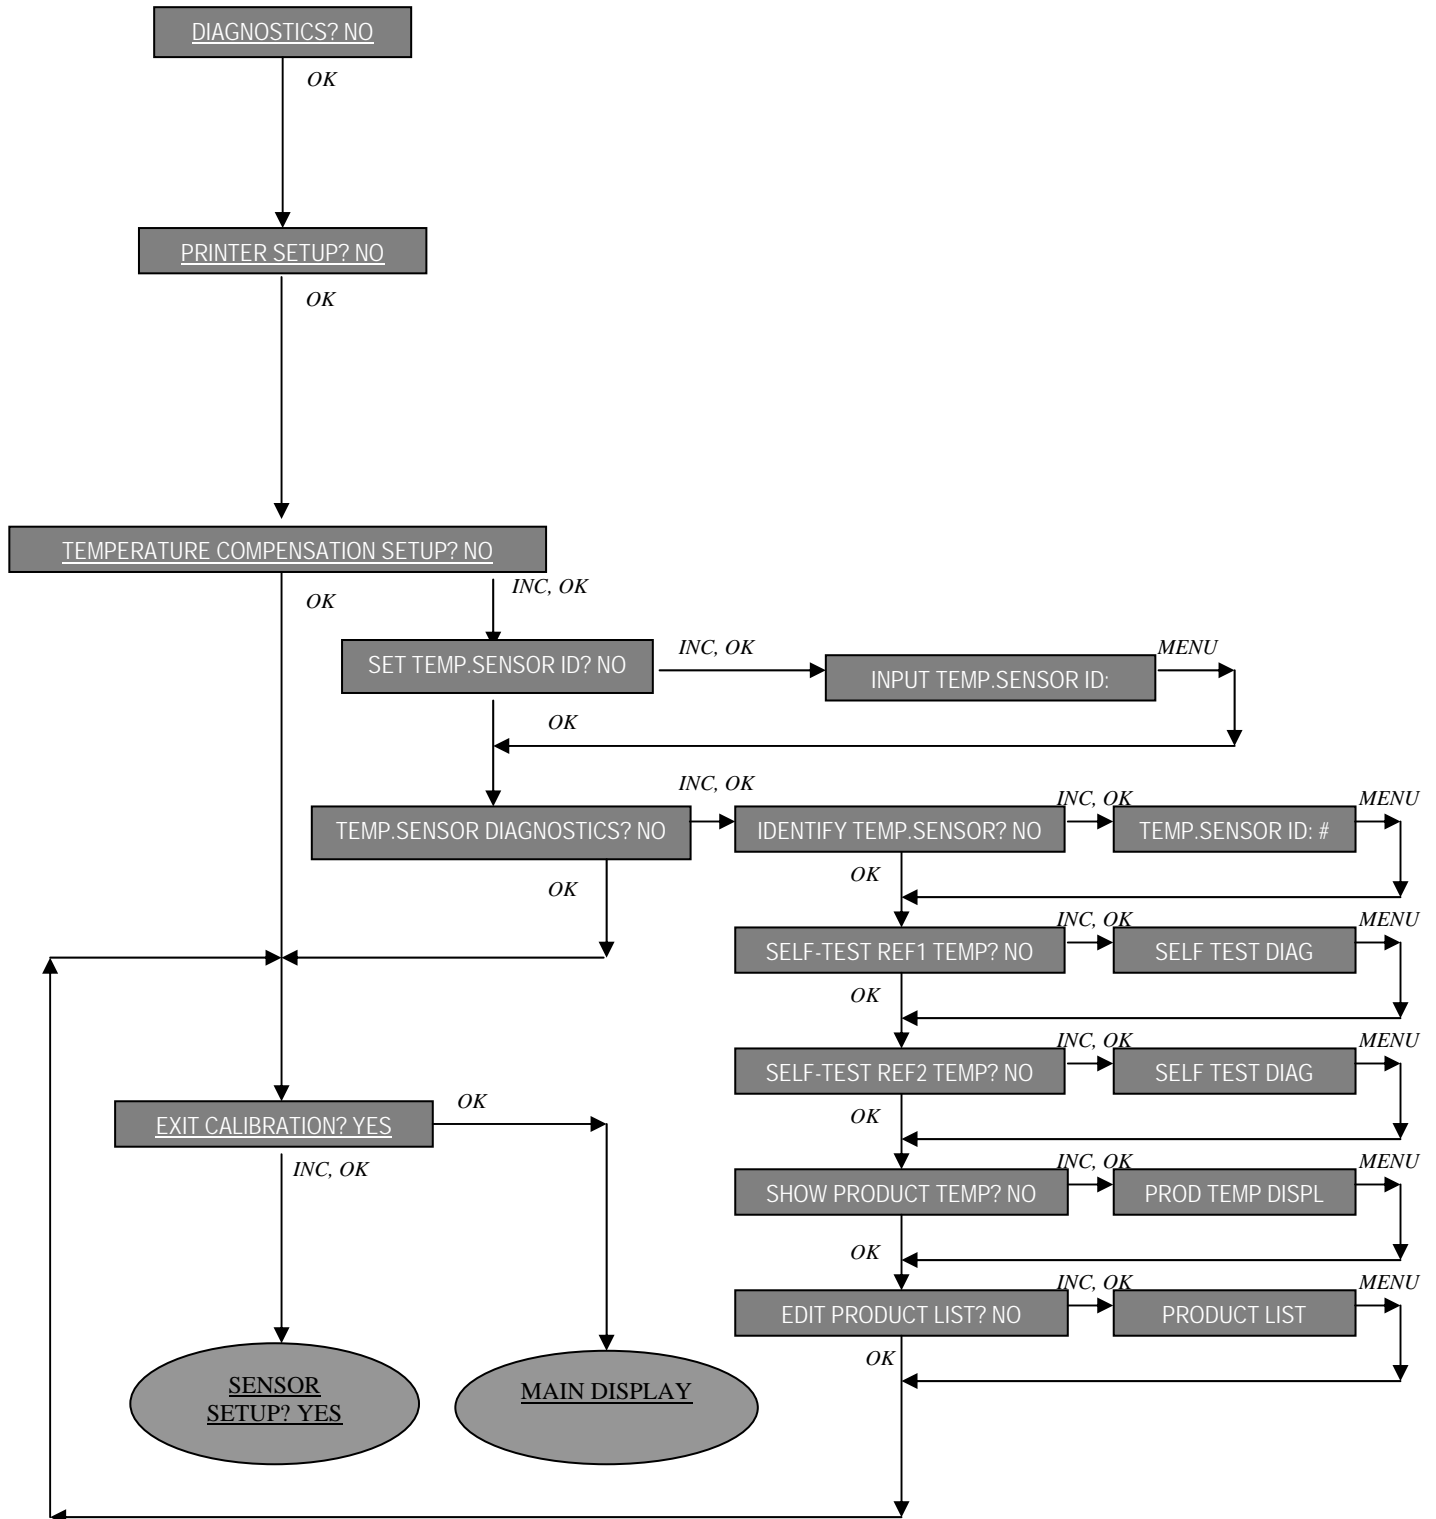 DIAGNOSTICS? NO
OK
PRINTER SETUP? NO
OK
TEMPERATURE COMPENSATION SETUP? NO
OK
INC, OK
SET TEMP.SENSOR ID? NO
INC, OK
INPUT TEMP.SENSOR ID:
MENU
OK
TEMP.SENSOR DIAGNOSTICS? NO
INC, OK
IDENTIFY TEMP.SENSOR? NO
INC, OK
TEMP.SENSOR ID: #
MENU
OK
OK
SELF-TEST REF1 TEMP? NO
INC, OK
SELF TEST DIAG
MENU
OK
SELF-TEST REF2 TEMP? NO
INC, OK
SELF TEST DIAG
MENU
OK
EXIT CALIBRATION? YES
OK
INC, OK
SHOW PRODUCT TEMP? NO
INC, OK
PROD TEMP DISPL
MENU
OK
EDIT PRODUCT LIST? NO
INC, OK
PRODUCT LIST
MENU
OK
SENSOR
SETUP? YES
MAIN DISPLAY